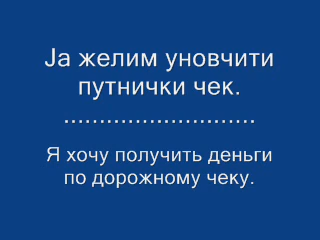 Ја желим уновчити
путнички чек.
...........................
Я хочу получить деньги
по дорожному чеку.